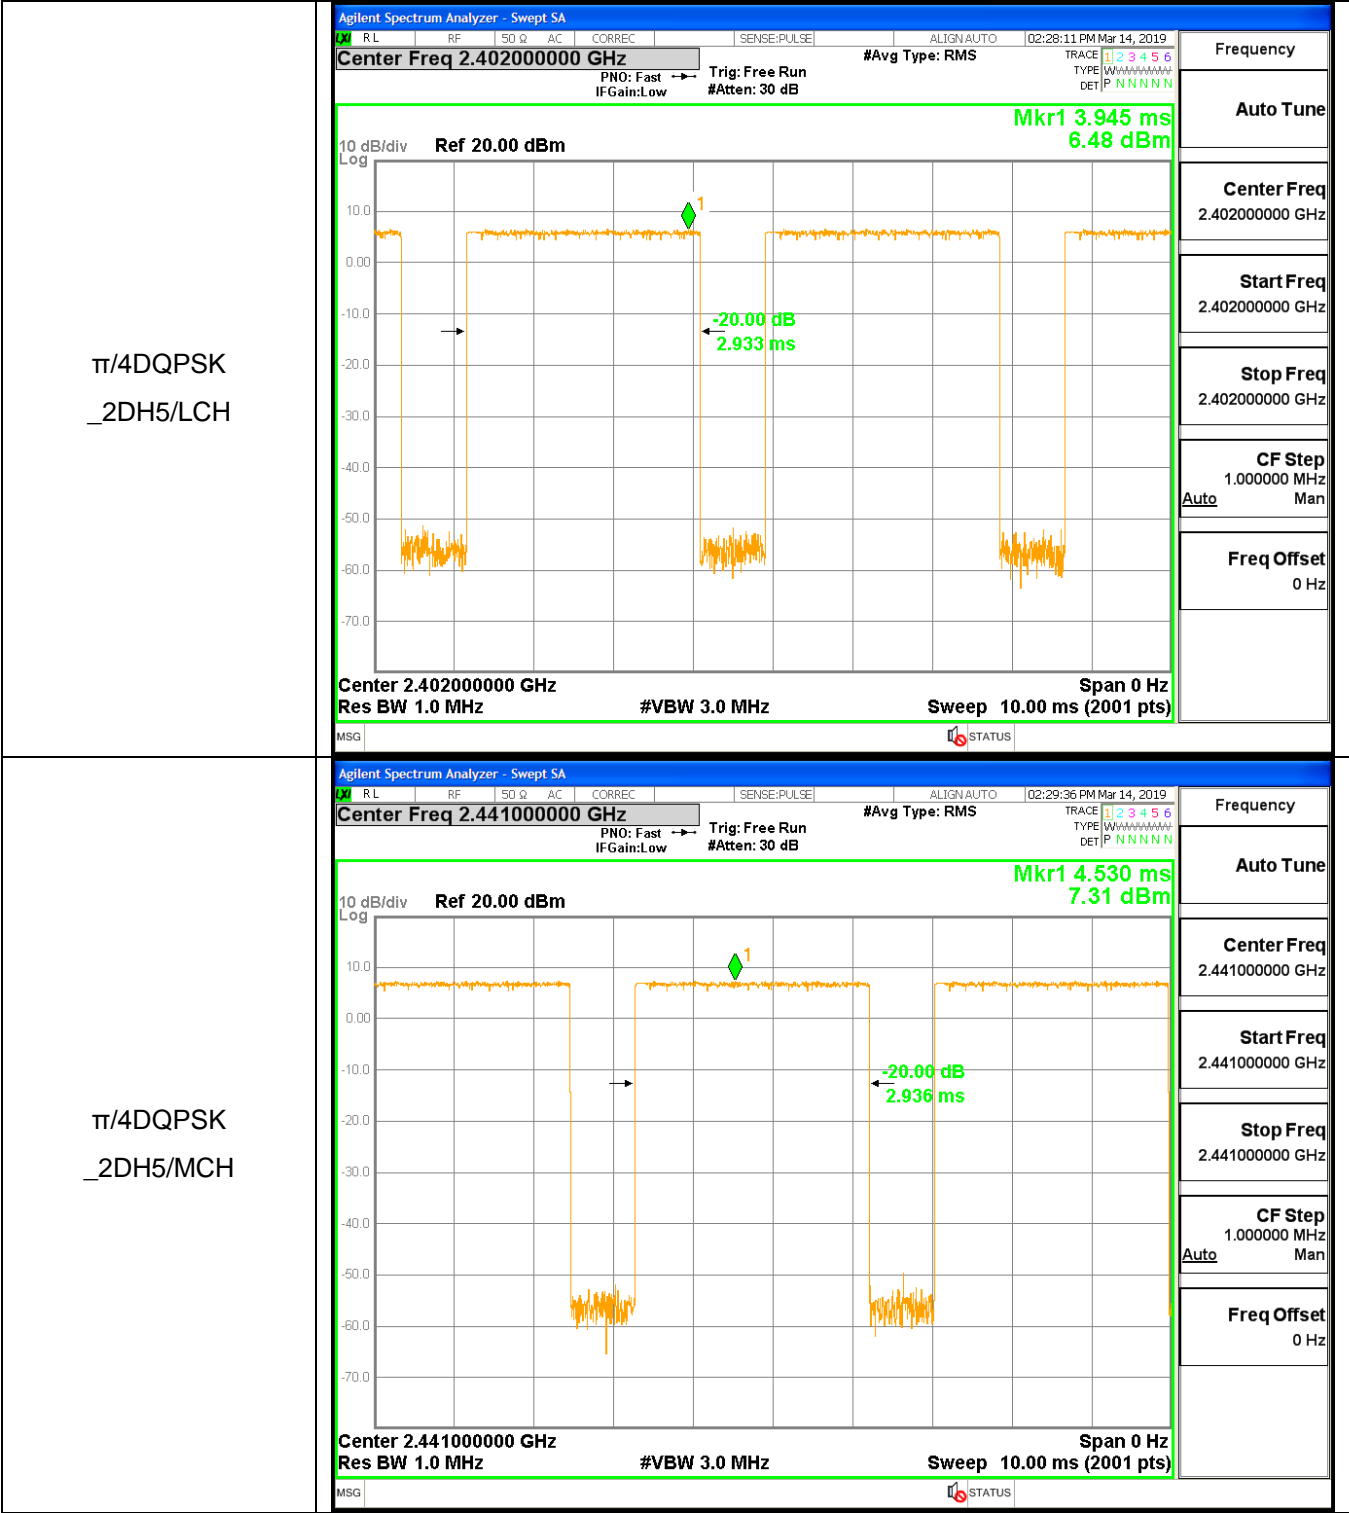 π/4DQPSK
_2DH5/LCH
Agilent Spectrum Analyzer - Swept SA
LXI RL RF 50 Ω AC CORREC SENSE:PULSE ALIGN AUTO 02:28:11 PM Mar 14, 2019
Center Freq 2.402000000 GHz
#Avg Type: RMS
TRACE 1 2 3 4 5 6
PNO: Fast
Trig: Free Run
TYPE
IFGain:Low
#Atten: 30 dB
DET P N N N N N
Mkr1 3.945 ms
6.48 dBm
10 dB/div Ref 20.00 dBm
Log
10.0
1
0.00
-10.0
-20.00 dB
2.933 ms
-20.0
-30.0
-40.0
-50.0
-60.0
-70.0
Center 2.402000000 GHz Span 0 Hz
Res BW 1.0 MHz #VBW 3.0 MHz Sweep 10.00 ms (2001 pts)
MSG STATUS
Frequency
Auto Tune
Center Freq
2.402000000 GHz
Start Freq
2.402000000 GHz
Stop Freq
2.402000000 GHz
CF Step
1.000000 MHz
Auto Man
Freq Offset
0 Hz
π/4DQPSK
_2DH5/MCH
Agilent Spectrum Analyzer - Swept SA
LXI RL RF 50 Ω AC CORREC SENSE:PULSE ALIGN AUTO 02:29:36 PM Mar 14, 2019
Center Freq 2.441000000 GHz
#Avg Type: RMS
TRACE 1 2 3 4 5 6
PNO: Fast
Trig: Free Run
TYPE
IFGain:Low
#Atten: 30 dB
DET P N N N N N
Mkr1 4.530 ms
7.31 dBm
10 dB/div Ref 20.00 dBm
Log
1
10.0
0.00
-10.0
-20.00 dB
2.936 ms
-20.0
-30.0
-40.0
-50.0
-60.0
-70.0
Center 2.441000000 GHz Span 0 Hz
Res BW 1.0 MHz #VBW 3.0 MHz Sweep 10.00 ms (2001 pts)
MSG STATUS
Frequency
Auto Tune
Center Freq
2.441000000 GHz
Start Freq
2.441000000 GHz
Stop Freq
2.441000000 GHz
CF Step
1.000000 MHz
Auto Man
Freq Offset
0 Hz